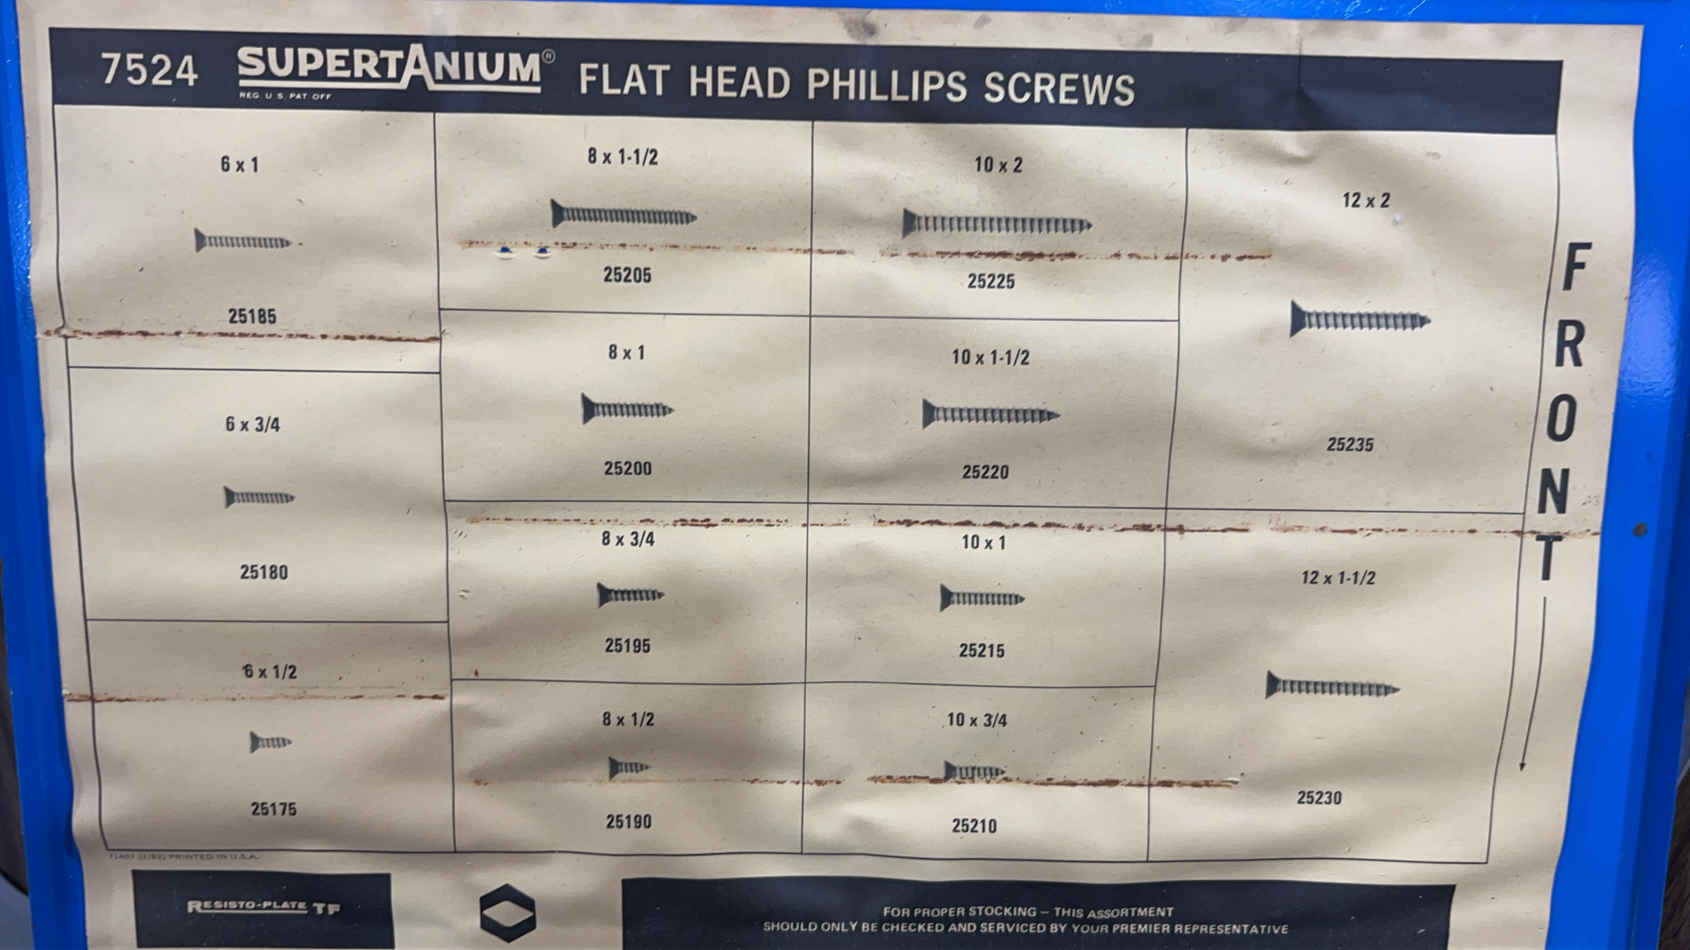 7524 SUPERTANIUM® FLAT HEAD PHILLIPS SCREWS
REG. U.S. PAT OFF
6 x 1
25185
6 x 3/4
25180
6 x 1/2
25175
8 x 1-1/2
25205
8 x 1
25200
8 x 3/4
25195
8 x 1/2
25190
10 x 2
25225
10 x 1-1/2
25220
10 x 1
25215
10 x 3/4
25210
12 x 2
25235
12 x 1-1/2
25230
FRONT
PRINTED IN U.S.A.
RESISTO-PLATE TF
FOR PROPER STOCKING – THIS ASSORTMENT
SHOULD ONLY BE CHECKED AND SERVICED BY YOUR PREMIER REPRESENTATIVE